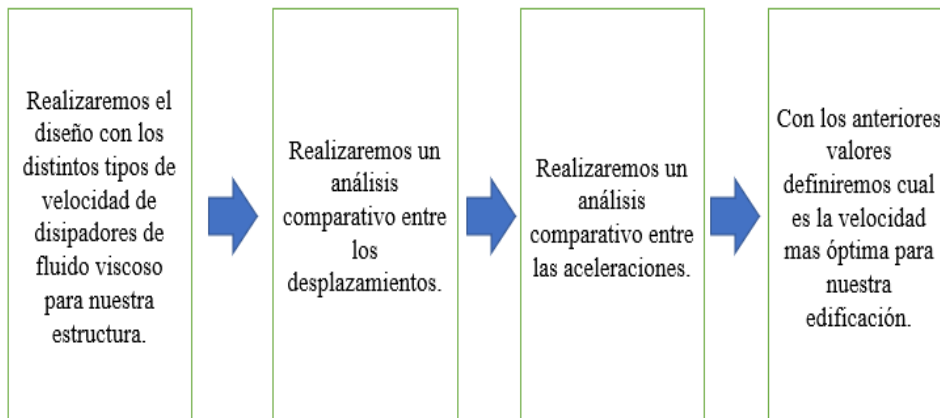 Realizaremos el
diseño con los
distintos tipos de
velocidad de
disipadores de
fluido viscoso
para nuestra
estructura.
Realizaremos un
análisis
comparativo entre
los
desplazamientos.
Realizaremos un
análisis
comparativo entre
las aceleraciones.
Con los anteriores
valores
definiremos cual
es la velocidad
mas óptima para
nuestra
edificación.